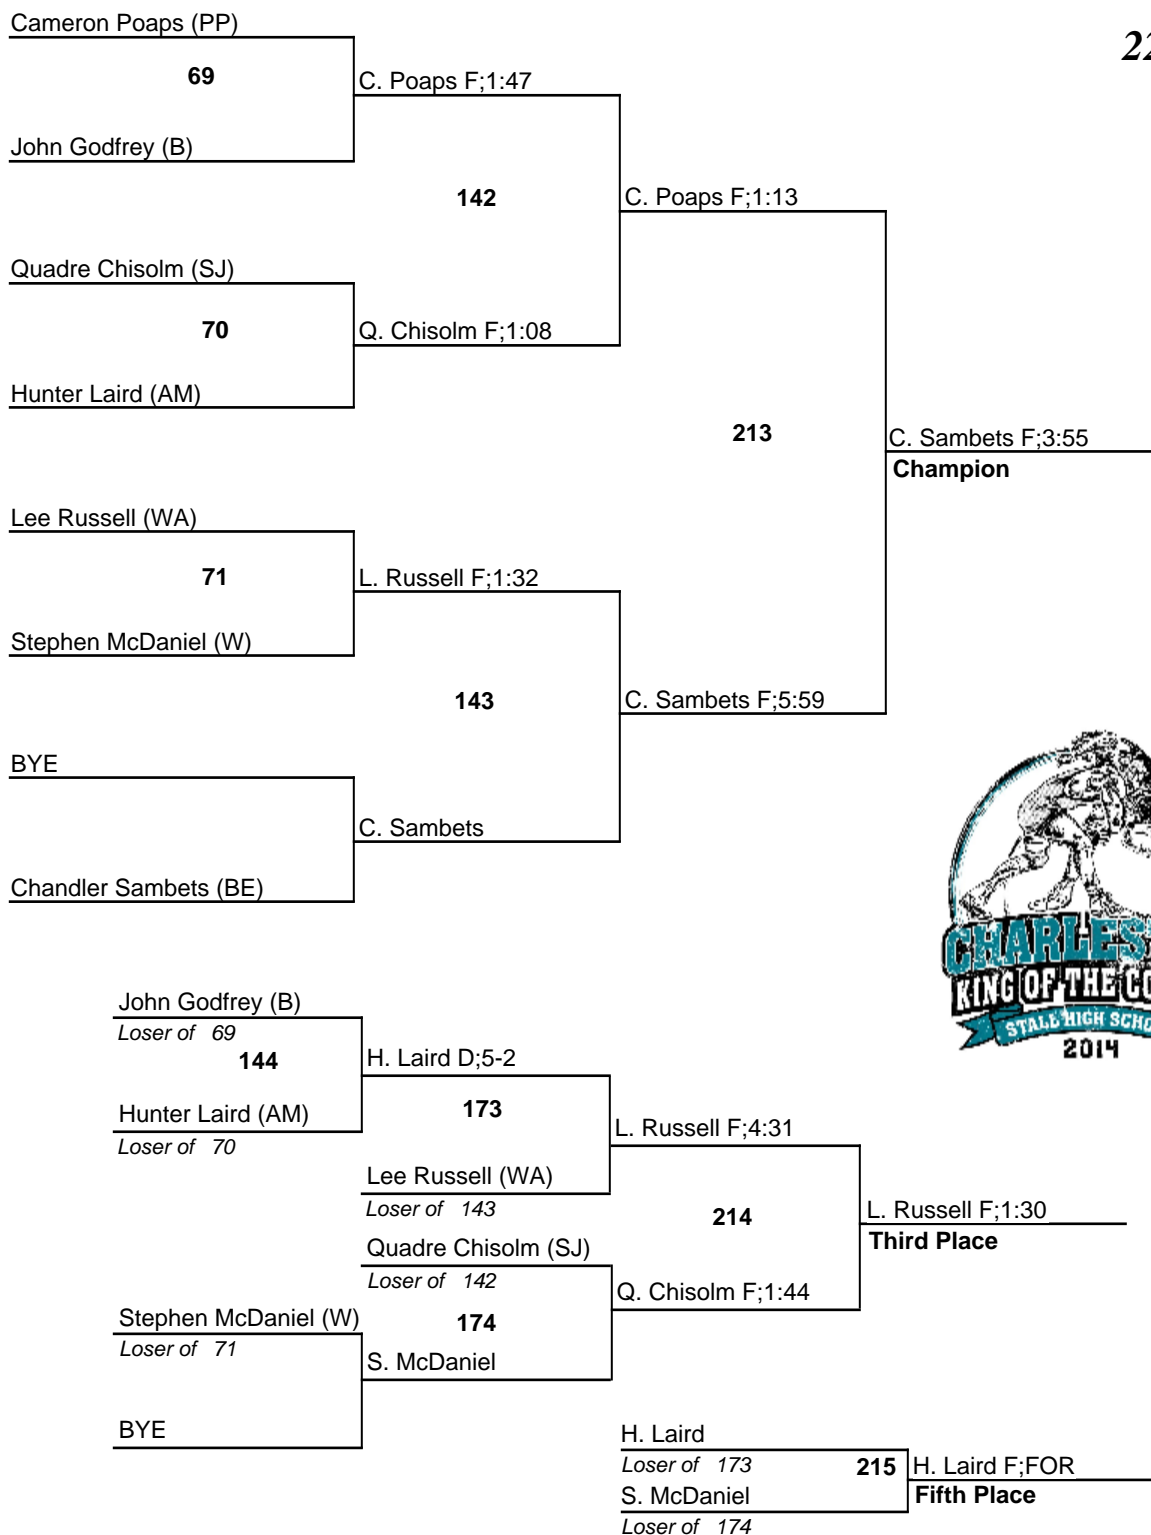 Cameron Poaps (PP)
22
69
C. Poaps F;1:47
John Godfrey (B)
142
C. Poaps F;1:13
Quadre Chisolm (SJ)
70
Q. Chisolm F;1:08
Hunter Laird (AM)
213
C. Sambets F;3:55
Champion
Lee Russell (WA)
71
L. Russell F;1:32
Stephen McDaniel (W)
143
C. Sambets F;5:59
BYE
C. Sambets
Chandler Sambets (BE)
CHARLES
KING OF THE CO
STALL HIGH SCHO
2014
John Godfrey (B)
Loser of 69
144
H. Laird D;5-2
Hunter Laird (AM)
Loser of 70
173
L. Russell F;4:31
Lee Russell (WA)
Loser of 143
214
L. Russell F;1:30
Third Place
Quadre Chisolm (SJ)
Loser of 142
Q. Chisolm F;1:44
Stephen McDaniel (W)
Loser of 71
174
S. McDaniel
BYE
H. Laird
Loser of 173
215
H. Laird F;FOR
Fifth Place
S. McDaniel
Loser of 174